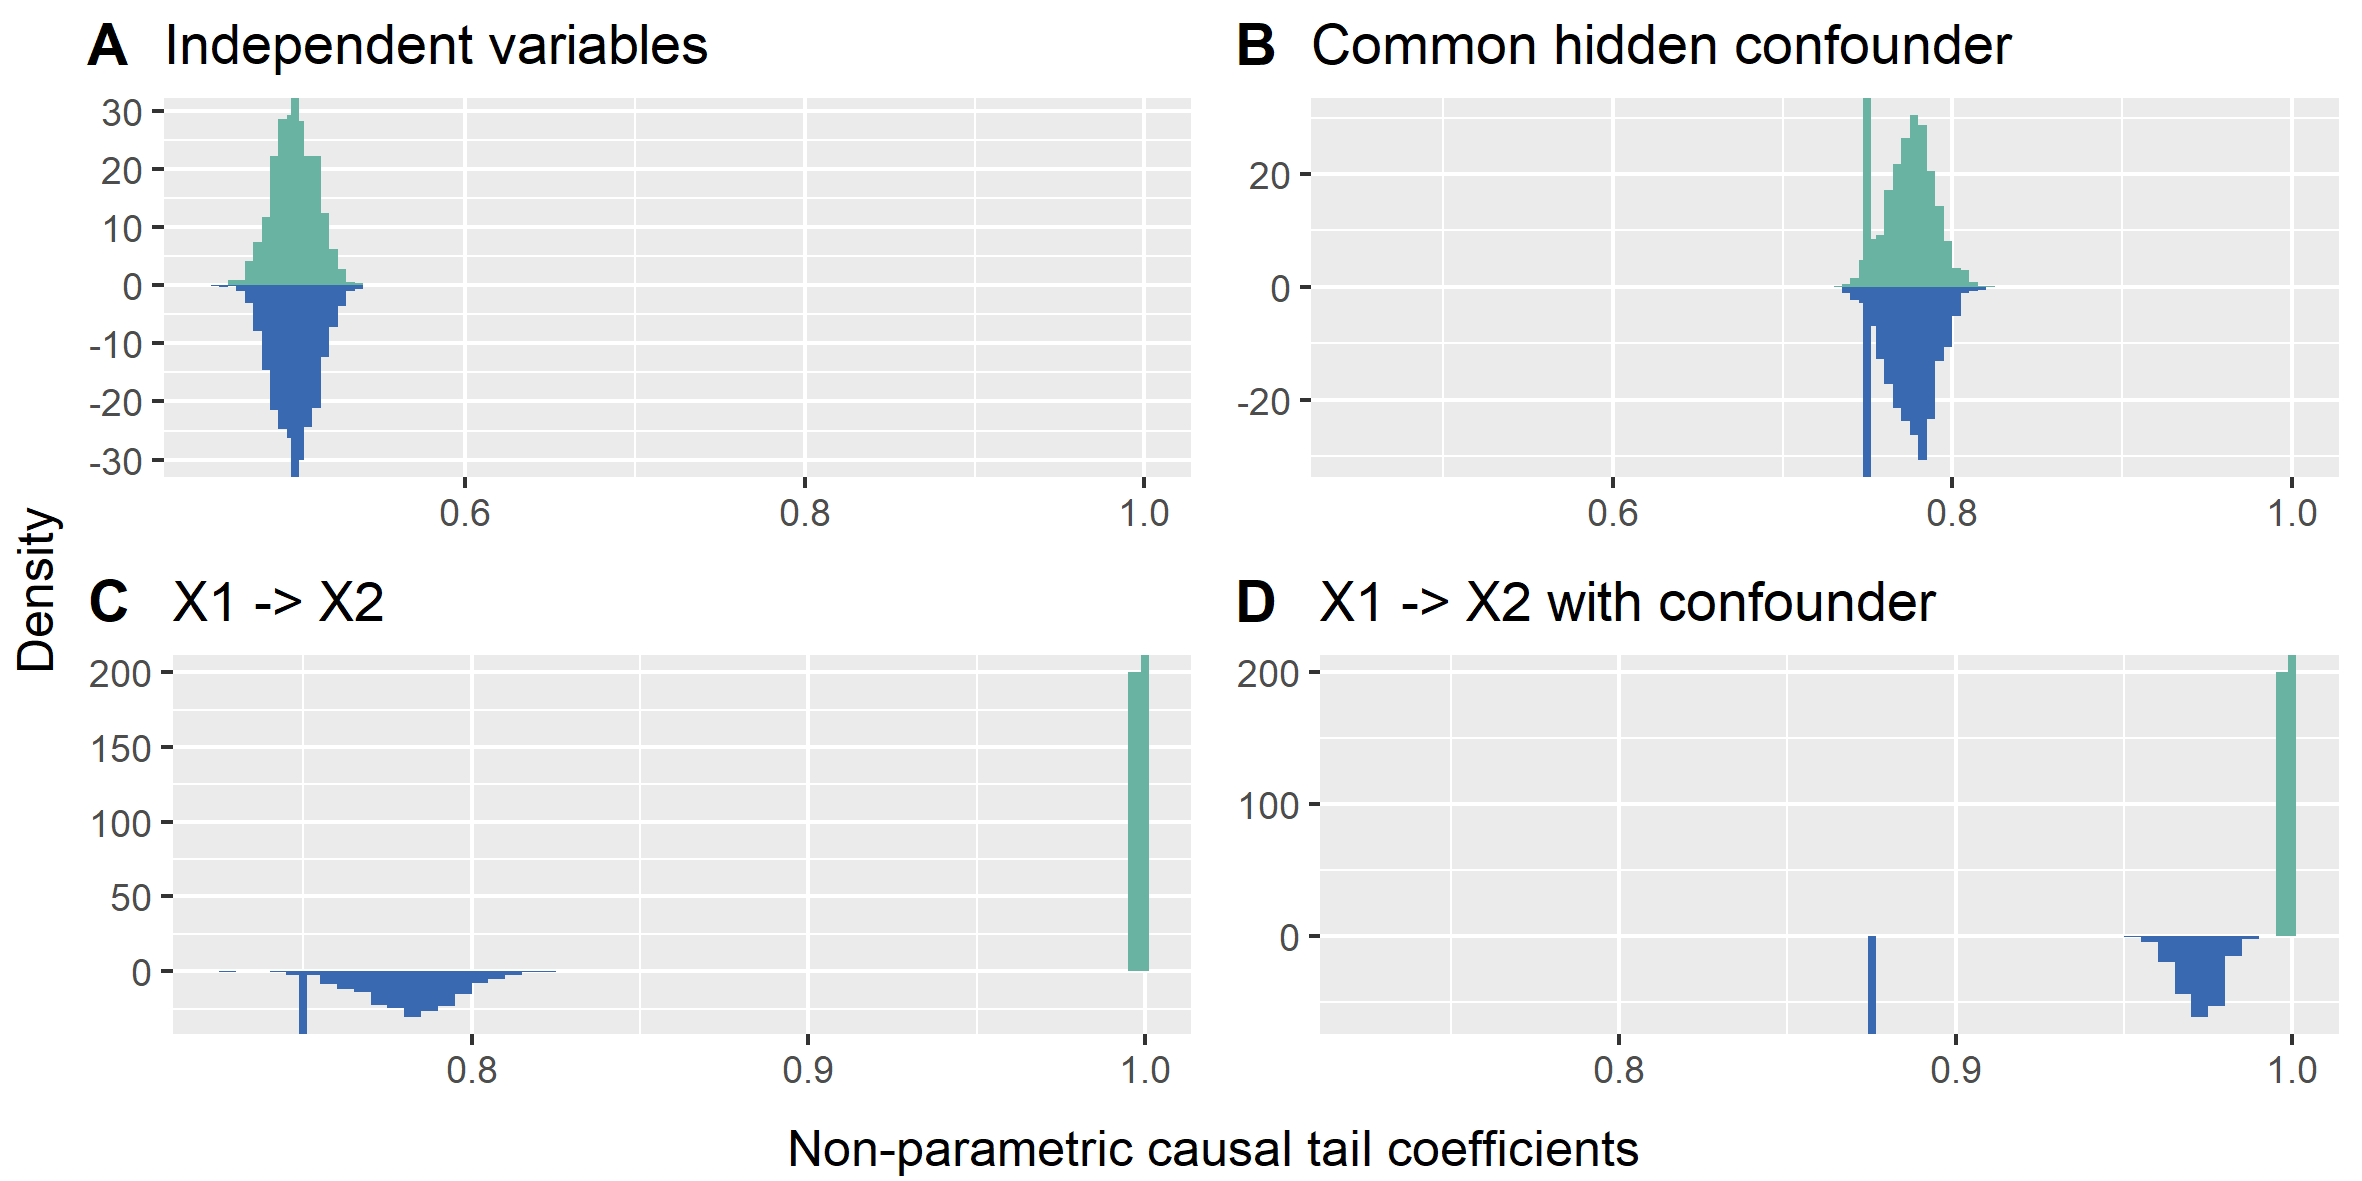 A Independent variables
30
20
10
0
-10
-20
-30
0.6 0.8 1.0
B Common hidden confounder
20
0
-20
0.6 0.8 1.0
Density
C X1 -> X2
200
150
100
50
0
0.8 0.9 1.0
D X1 -> X2 with confounder
200
100
0
0.8 0.9 1.0
Non-parametric causal tail coefficients